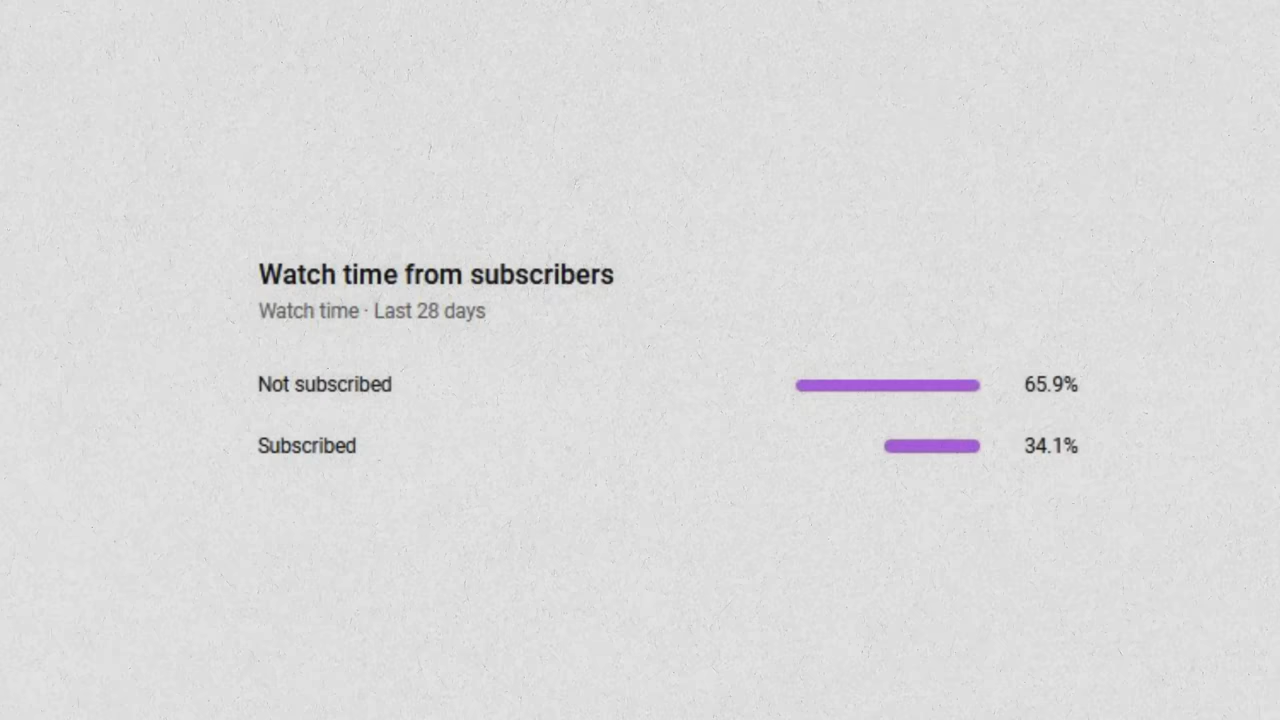 Watch time from subscribers
Watch time · Last 28 days
Not subscribed 65.9%
Subscribed 34.1%